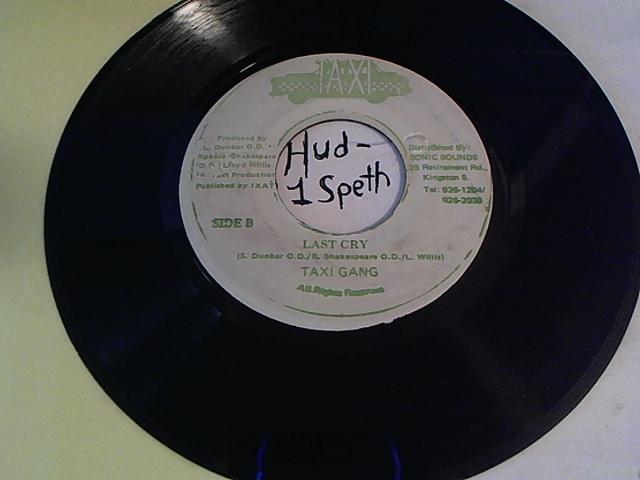 TAXI
Produced by
L. Dunbar O.D. •
Robbie Shakespeare
O.D. Lloyd Willis
Taxi Productio
Published by IXAT
Hud-
1 Speth
Distributed By:
SONIC SOUNDS
25 Retirement Rd.,
Kingston 5.
Tel: 926-1204/
926-2030
SIDE B
LAST CRY
(S. Dunbar O.D./R. Shakespeare O.D./L. Willis)
TAXI GANG
All Rights Reserved